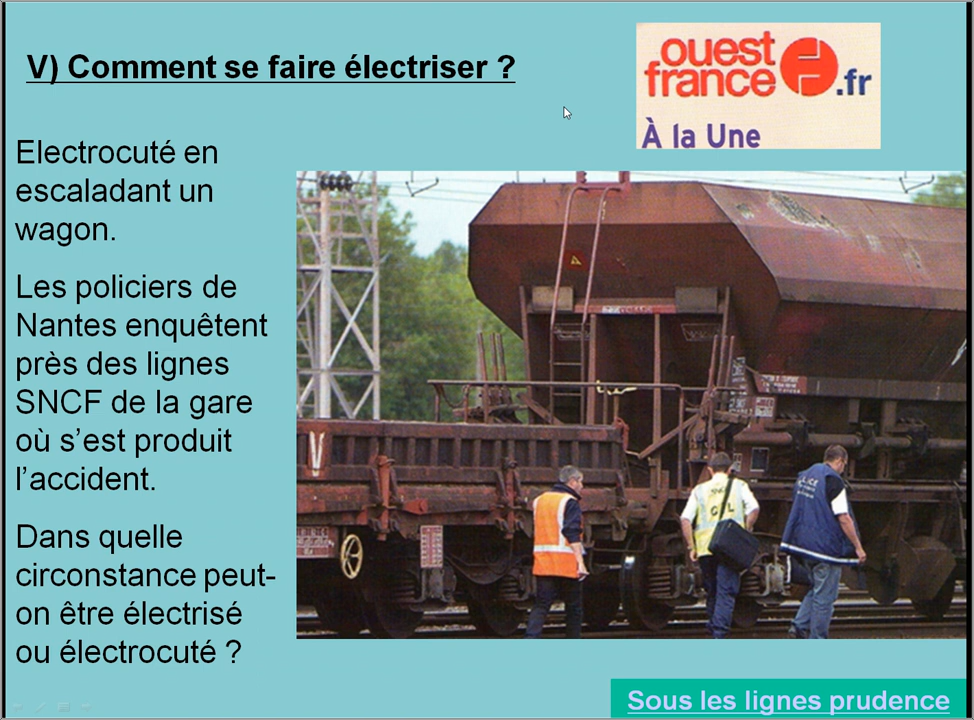 V) Comment se faire électriser ?
ouest
france .fr
À la Une
Electrocuté en
escaladant un
wagon.
Les policiers de
Nantes enquêtent
près des lignes
SNCF de la gare
où s’est produit
l’accident.
Dans quelle
circonstance peut-
on être électrisé
ou électrocuté ?
V
Sous les lignes prudence